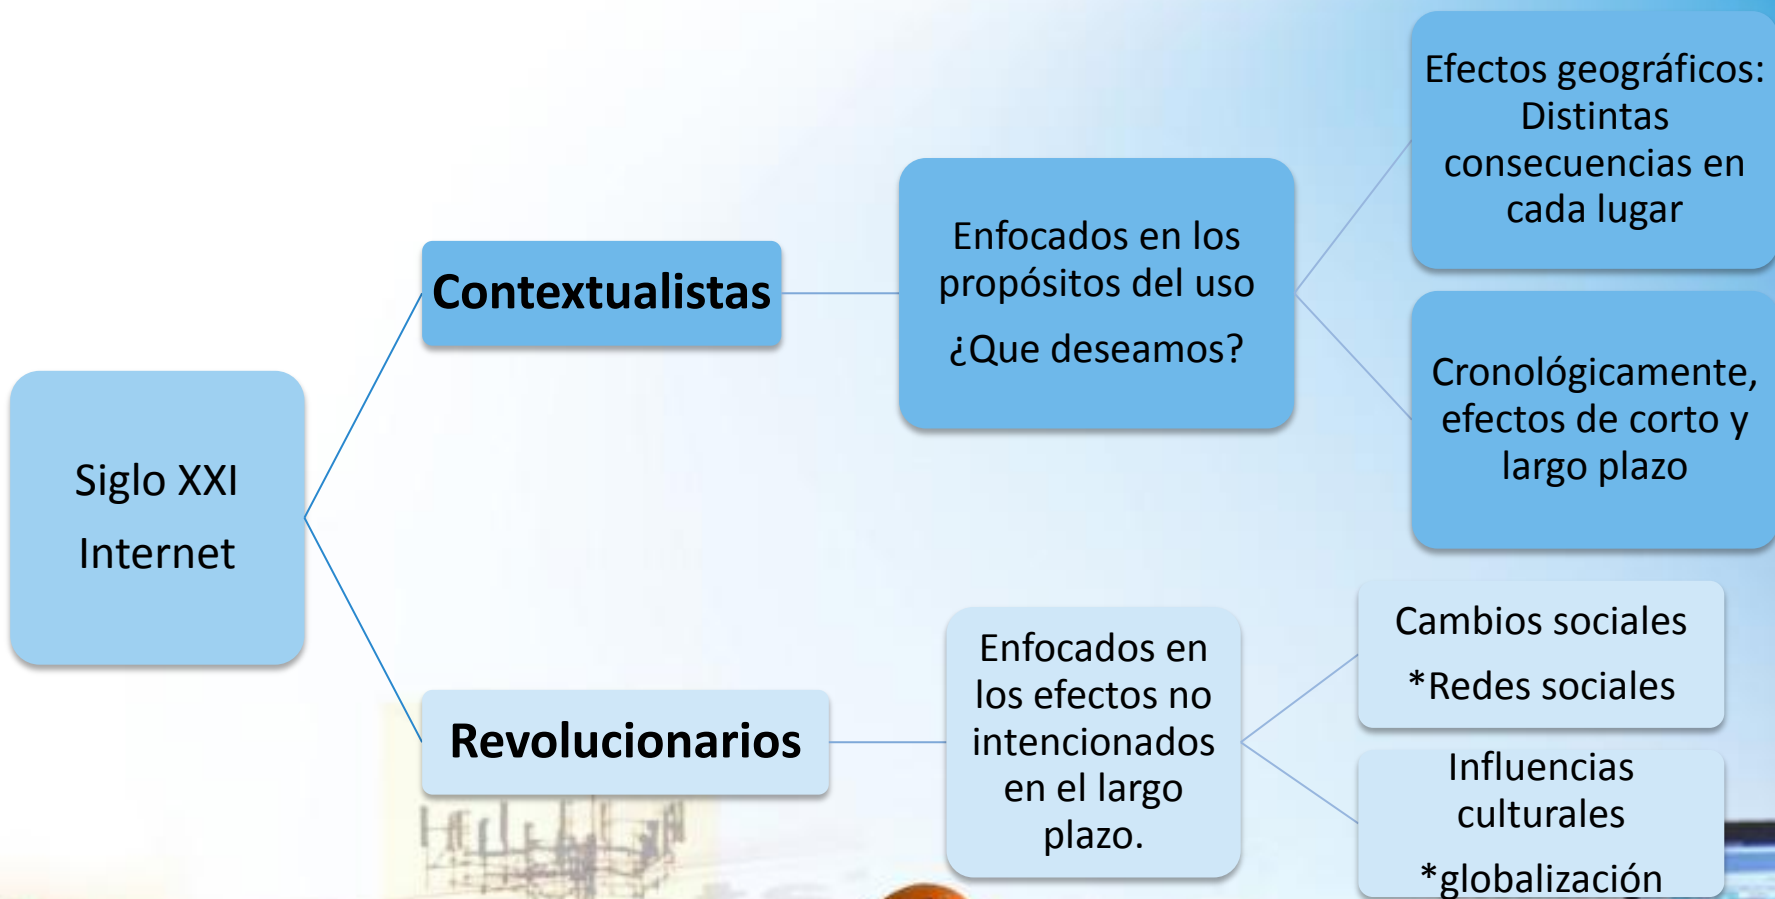 Siglo XXI
Internet
Contextualistas
Enfocados en los
propósitos del uso
¿Que deseamos?
Efectos geográficos:
Distintas
consecuencias en
cada lugar
Cronológicamente,
efectos de corto y
largo plazo
Revolucionarios
Enfocados en
los efectos no
intencionados
en el largo
plazo.
Cambios sociales
*Redes sociales
Influencias
culturales
*globalización